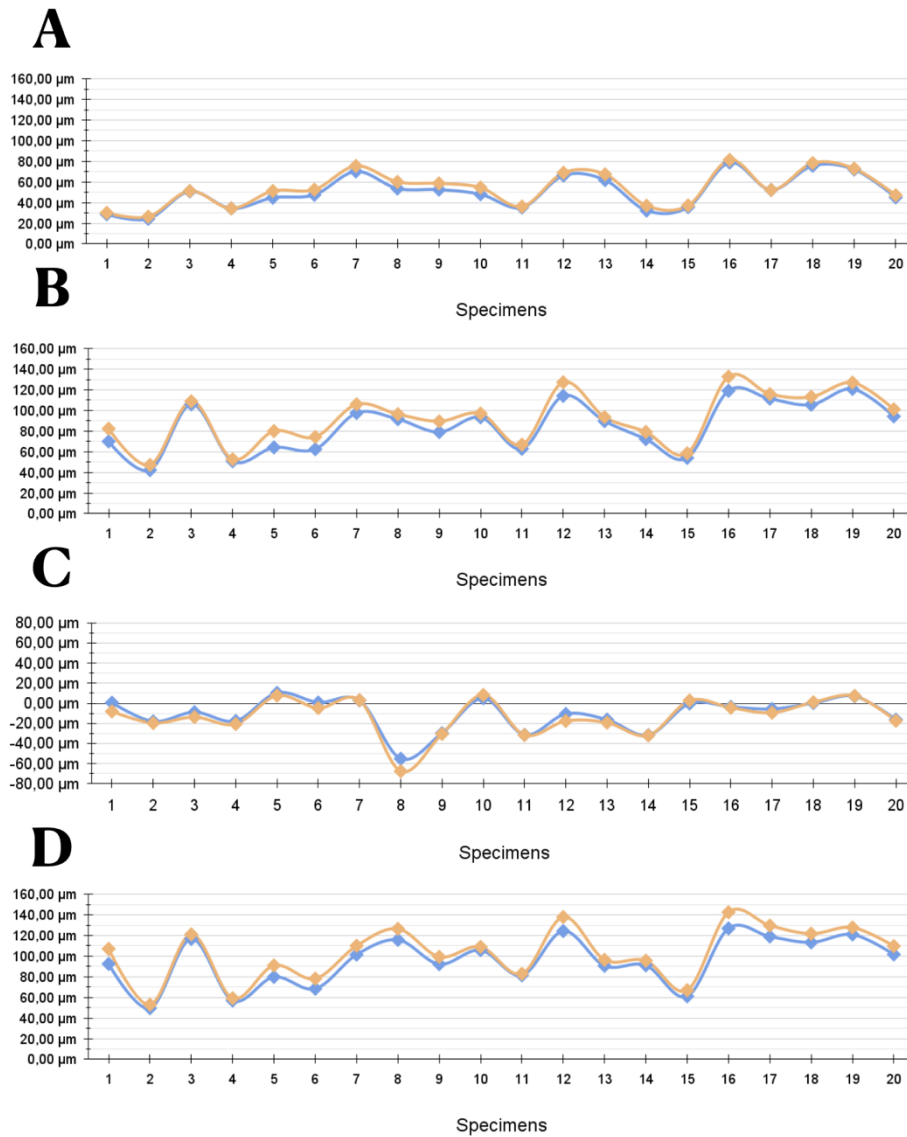 A
160,00 µm
140,00 µm
120,00 µm
100,00 µm
80,00 µm
60,00 µm
40,00 µm
20,00 µm
0,00 µm
1 2 3 4 5 6 7 8 9 10 11 12 13 14 15 16 17 18 19 20
Specimens
B
160,00 µm
140,00 µm
120,00 µm
100,00 µm
80,00 µm
60,00 µm
40,00 µm
20,00 µm
0,00 µm
1 2 3 4 5 6 7 8 9 10 11 12 13 14 15 16 17 18 19 20
Specimens
C
80,00 µm
60,00 µm
40,00 µm
20,00 µm
0,00 µm
-20,00 µm
-40,00 µm
-60,00 µm
-80,00 µm
1 2 3 4 5 6 7 8 9 10 11 12 13 14 15 16 17 18 19 20
Specimens
D
160,00 µm
140,00 µm
120,00 µm
100,00 µm
80,00 µm
60,00 µm
40,00 µm
20,00 µm
0,00 µm
1 2 3 4 5 6 7 8 9 10 11 12 13 14 15 16 17 18 19 20
Specimens